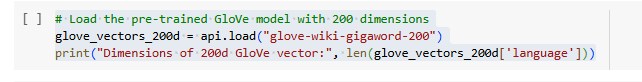 [ ] # Load the pre-trained GloVe model with 200 dimensions
glove_vectors_200d = api.load("glove-wiki-gigaword-200")
print("Dimensions of 200d GloVe vector:", len(glove_vectors_200d['language']))